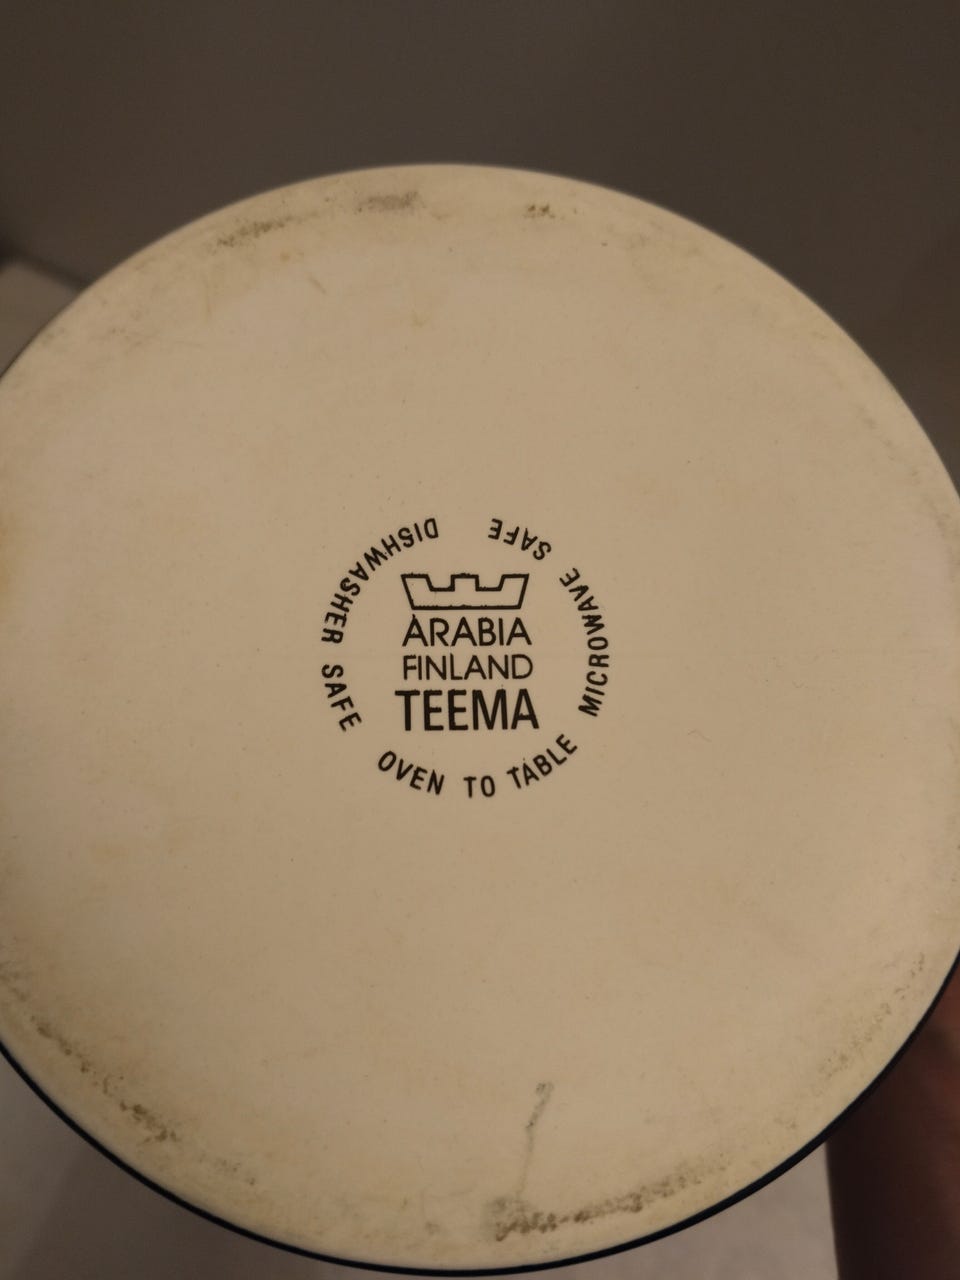 ARABIA
FINLAND
TEEMA
DISHWASHER SAFE
OVEN TO TABLE
MICROWAVE SAFE